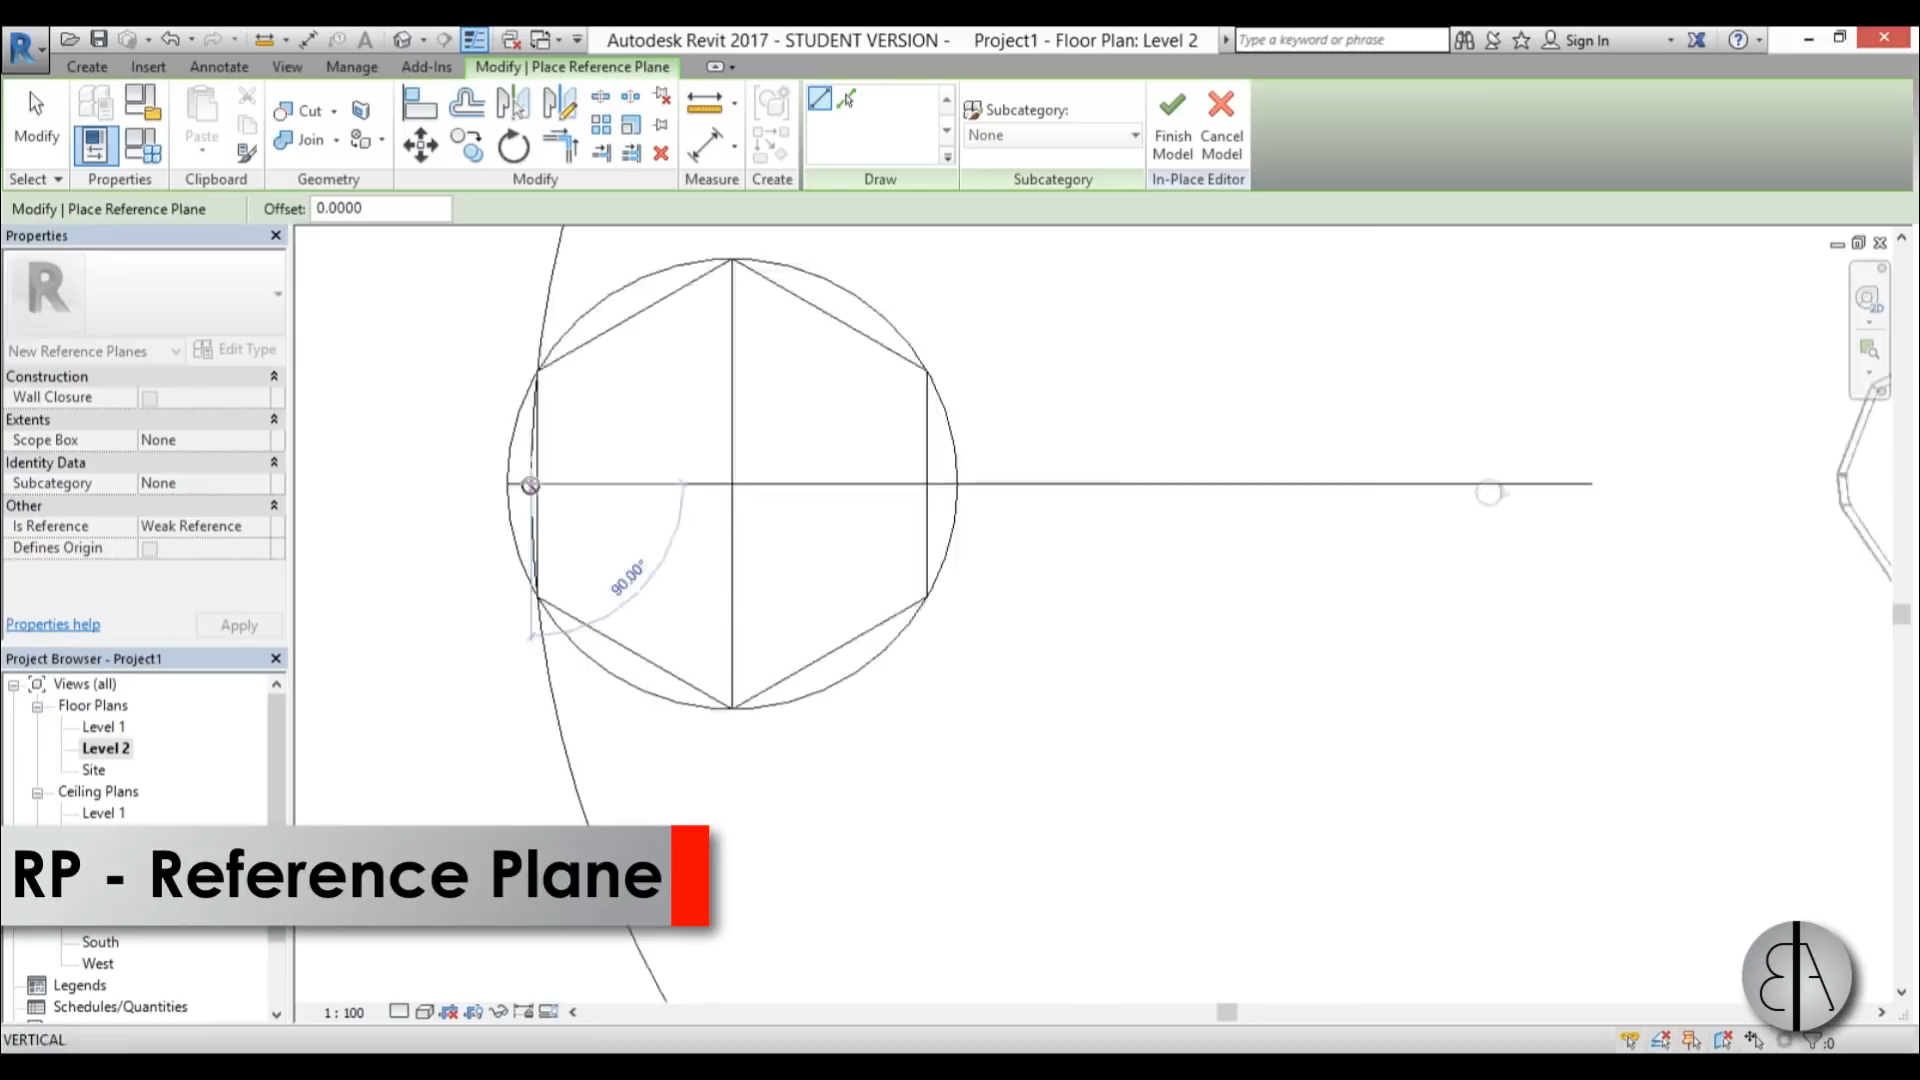 Autodesk Revit 2017 - STUDENT VERSION - Project1 - Floor Plan: Level 2
Type a keyword or phrase
Sign In
Create Insert Annotate View Manage Add-Ins Modify | Place Reference Plane
Modify
Paste
Cut
Join
Subcategory:
None
Finish Model
Cancel Model
Select Properties Clipboard Geometry Modify Measure Create Draw Subcategory In-Place Editor
Modify | Place Reference Plane Offset: 0.0000
Properties
R
New Reference Planes Edit Type
Construction
Wall Closure
Extents
Scope Box None
Identity Data
Subcategory None
Other
Is Reference Weak Reference
Defines Origin
Properties help Apply
Project Browser - Project1
Views (all)
Floor Plans
Level 1
Level 2
Site
Ceiling Plans
Level 1
RP - Reference Plane
South
West
Legends
Schedules/Quantities
90.00°
2D
1 : 100
VERTICAL
:0
BA